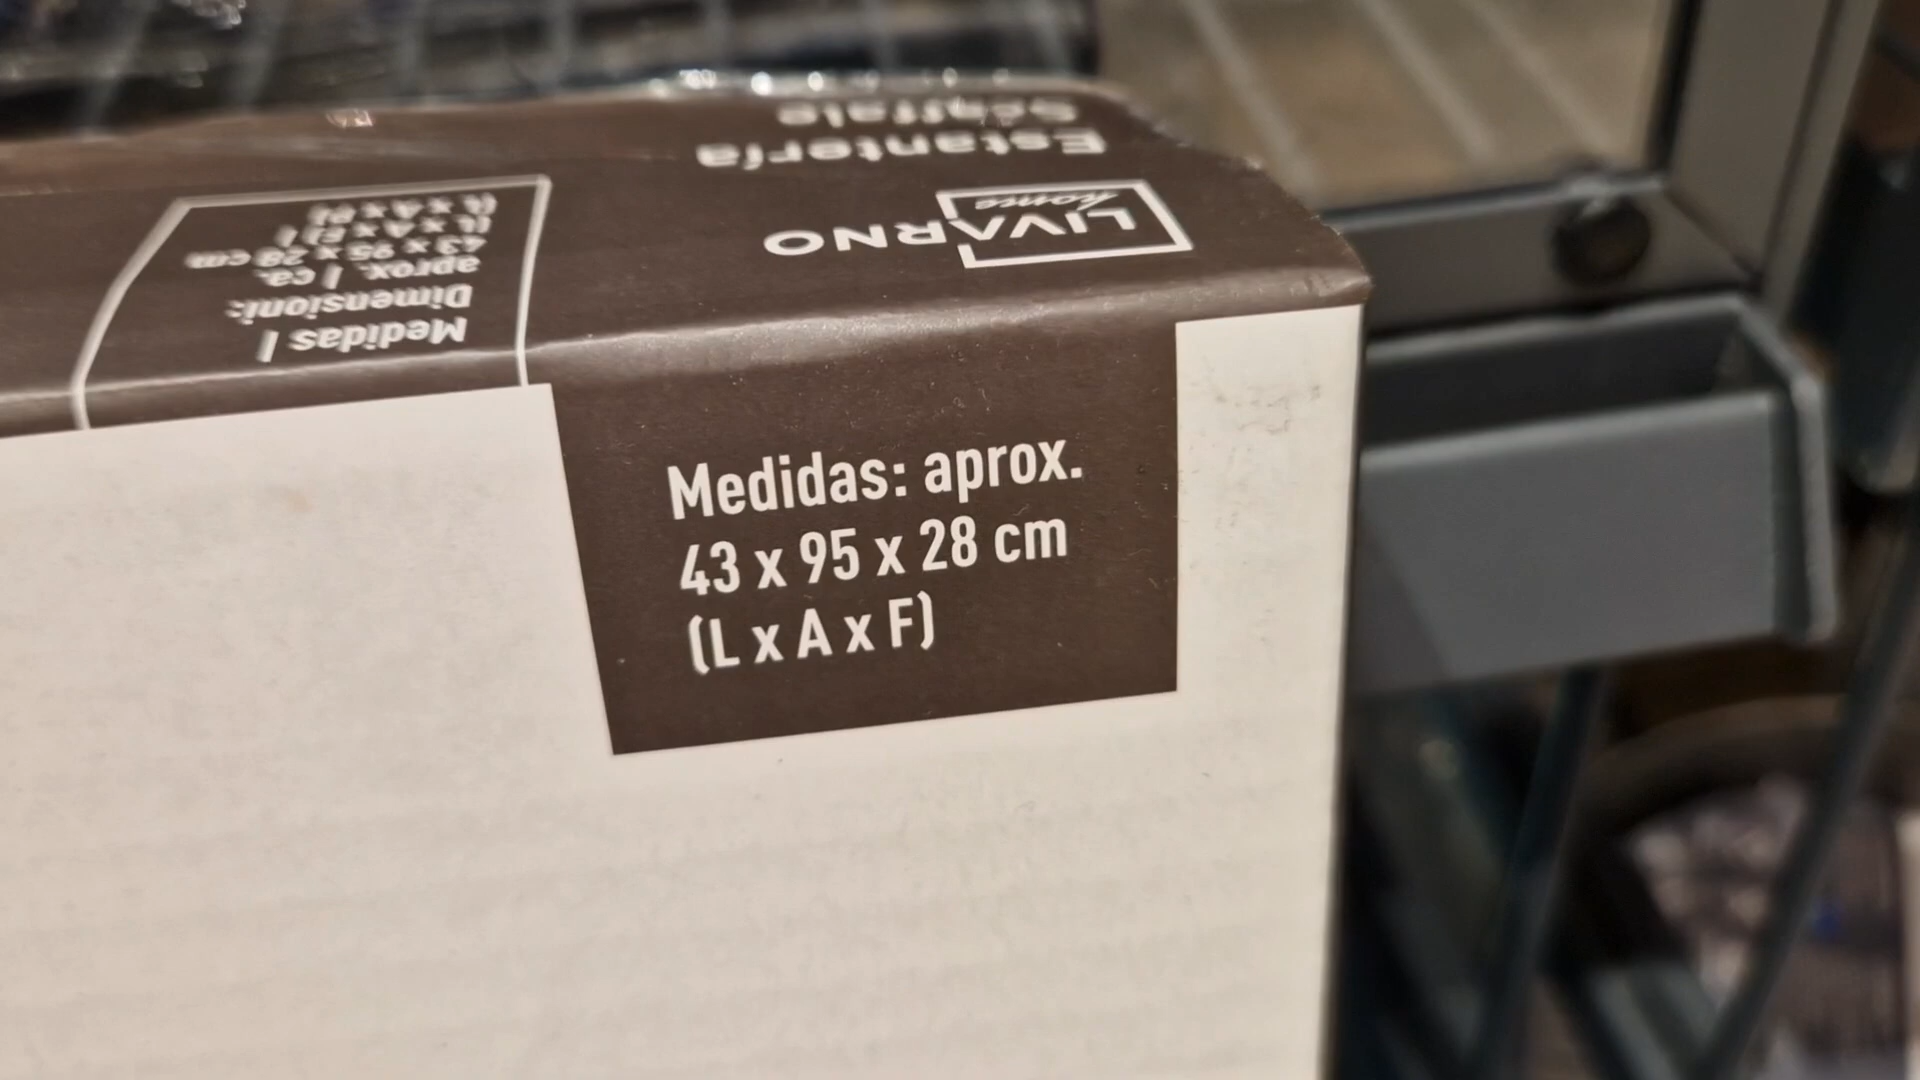 Scaffale
Estantería
LIVARNO
home
Medidas /
Dimensioni:
aprox. / ca.
43 x 95 x 28 cm
(L x A x F) /
(L x A x P)
Medidas: aprox.
43 x 95 x 28 cm
(L x A x F)